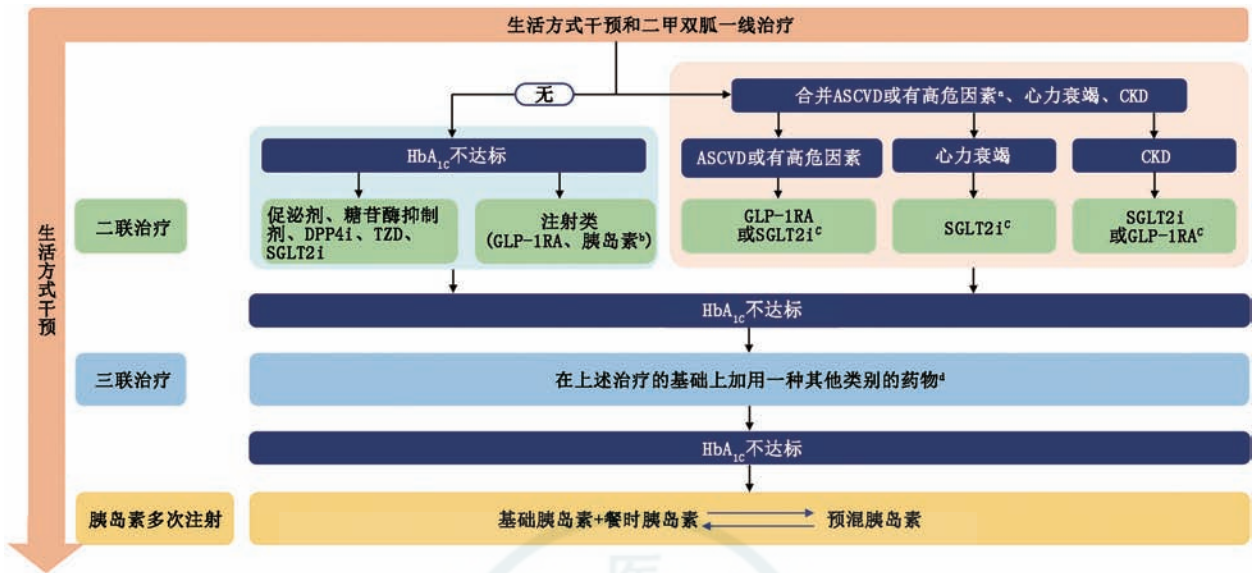 生活方式干预和二甲双胍一线治疗
无
合并ASCVD或有高危因素ᵃ、心力衰竭、CKD
HbA₁c不达标
ASCVD或有高危因素
心力衰竭
CKD
生活方式干预
二联治疗
促泌剂、糖苷酶抑制
剂、DPP4i、TZD、
SGLT2i
注射类
(GLP-1RA、胰岛素ᵇ)
GLP-1RA
或SGLT2iᶜ
SGLT2iᶜ
SGLT2i
或GLP-1RAᶜ
HbA₁c不达标
三联治疗
在上述治疗的基础上加用一种其他类别的药物ᵈ
HbA₁c不达标
胰岛素多次注射
基础胰岛素+餐时胰岛素
预混胰岛素
医